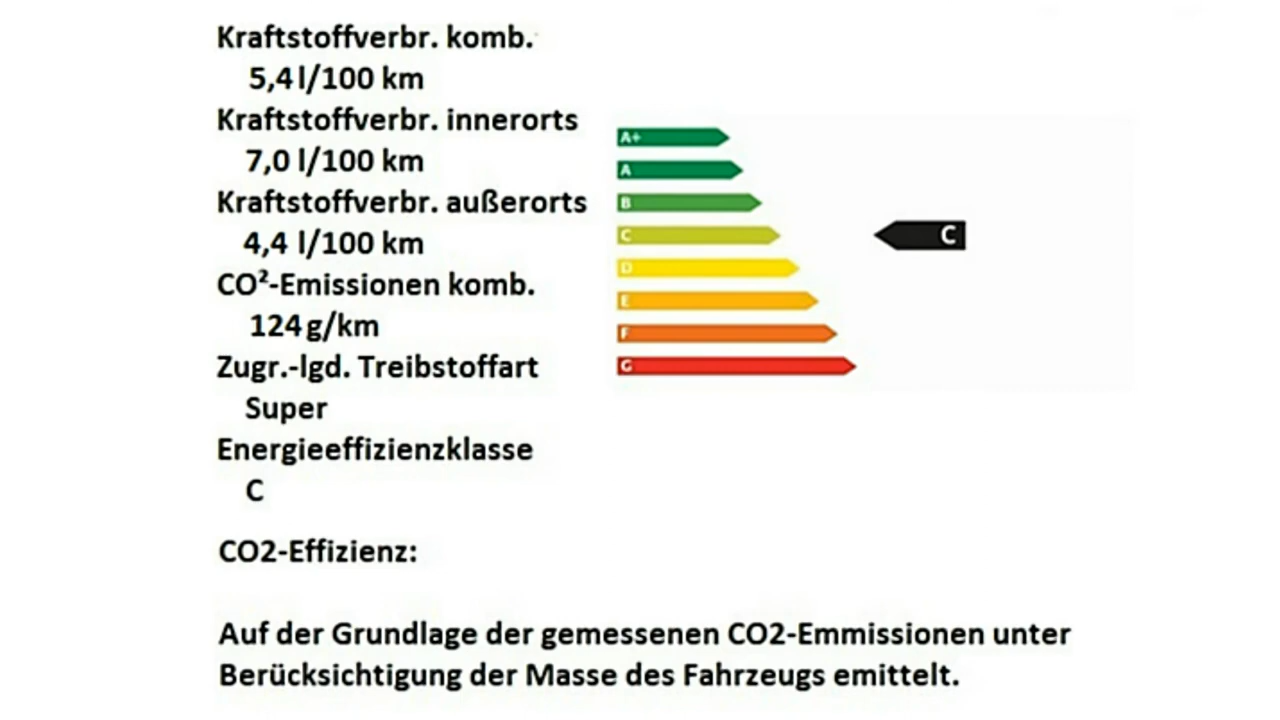 Kraftstoffverbr. komb.
5,4 l/100 km
Kraftstoffverbr. innerorts
7,0 l/100 km
Kraftstoffverbr. außerorts
4,4 l/100 km
CO²-Emissionen komb.
124 g/km
Zugr.-lgd. Treibstoffart
Super
Energieeffizienzklasse
C
A+
A
B
C
D
E
F
G
C
CO2-Effizienz:
Auf der Grundlage der gemessenen CO2-Emmissionen unter
Berücksichtigung der Masse des Fahrzeugs emittelt.